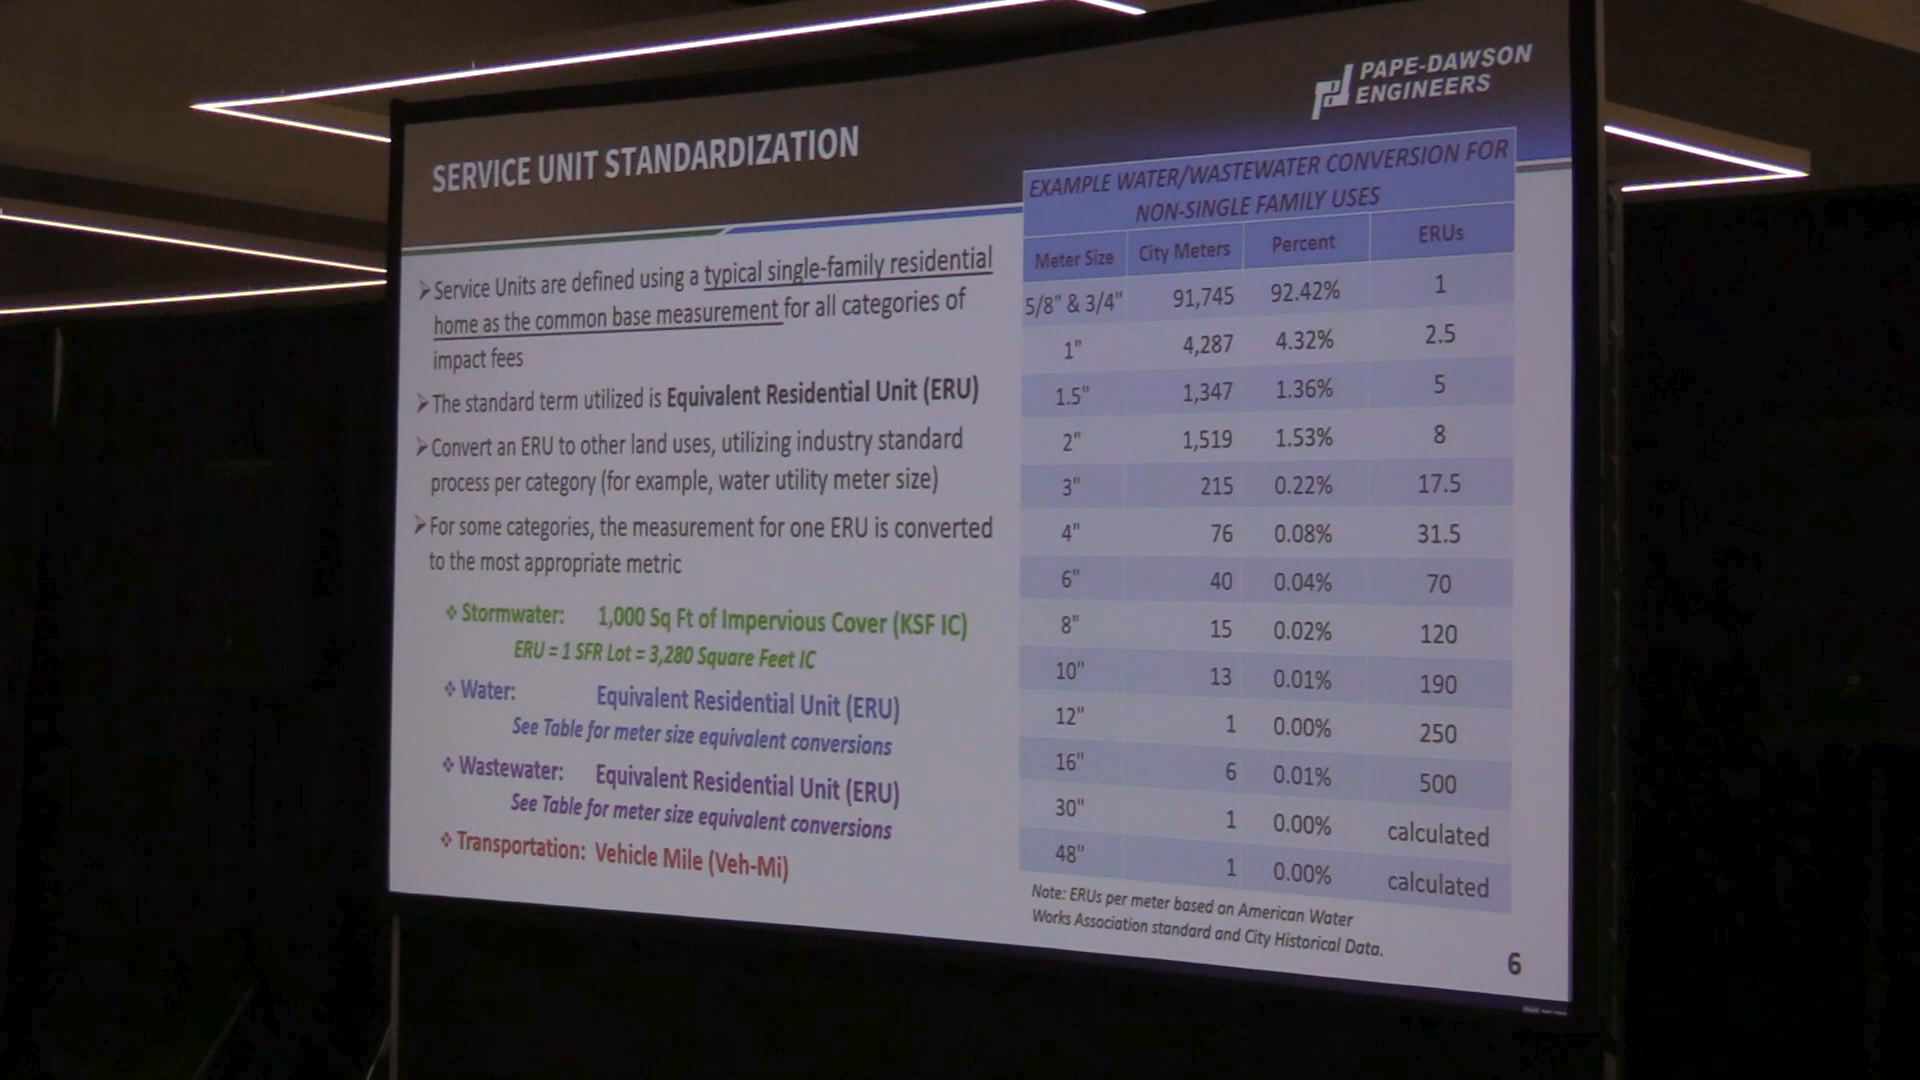 PAPE-DAWSON
ENGINEERS
SERVICE UNIT STANDARDIZATION
➤Service Units are defined using a typical single-family residential
home as the common base measurement for all categories of
impact fees
➤The standard term utilized is Equivalent Residential Unit (ERU)
➤Convert an ERU to other land uses, utilizing industry standard
process per category (for example, water utility meter size)
➤For some categories, the measurement for one ERU is converted
to the most appropriate metric
❖ Stormwater: 1,000 Sq Ft of Impervious Cover (KSF IC)
ERU = 1 SFR Lot = 3,280 Square Feet IC
❖ Water: Equivalent Residential Unit (ERU)
See Table for meter size equivalent conversions
❖ Wastewater: Equivalent Residential Unit (ERU)
See Table for meter size equivalent conversions
❖ Transportation: Vehicle Mile (Veh-Mi)
EXAMPLE WATER/WASTEWATER CONVERSION FOR
NON-SINGLE FAMILY USES
Meter Size City Meters Percent ERUs
5/8" & 3/4" 91,745 92.42% 1
1" 4,287 4.32% 2.5
1.5" 1,347 1.36% 5
2" 1,519 1.53% 8
3" 215 0.22% 17.5
4" 76 0.08% 31.5
6" 40 0.04% 70
8" 15 0.02% 120
10" 13 0.01% 190
12" 1 0.00% 250
16" 6 0.01% 500
30" 1 0.00% calculated
48" 1 0.00% calculated
Note: ERUs per meter based on American Water
Works Association standard and City Historical Data.
6